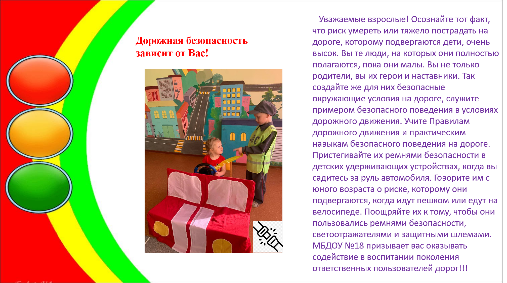 Дорожная безопасность
зависит от Вас!
Уважаемые взрослые! Осознайте тот факт,
что риск умереть или тяжело пострадать на
дороге, которому подвергаются дети, очень
высок. Вы те люди, на которых они полностью
полагаются, пока они малы. Вы не только
родители, вы их герои и наставники. Так
создайте же для них безопасные
окружающие условия на дороге, служите
примером безопасного поведения в условиях
дорожного движения. Учите Правилам
дорожного движения и практическим
навыкам безопасного поведения на дороге.
Пристегивайте их ремнями безопасности в
детских удерживающих устройствах, когда вы
садитесь за руль автомобиля. Говорите им с
юного возраста о риске, которому они
подвергаются, когда идут пешком или едут на
велосипеде. Поощряйте их к тому, чтобы они
пользовались ремнями безопасности,
светоотражателями и защитными шлемами.
МБДОУ №18 призывает вас оказывать
содействие в воспитании поколения
ответственных пользователей дорог!!!